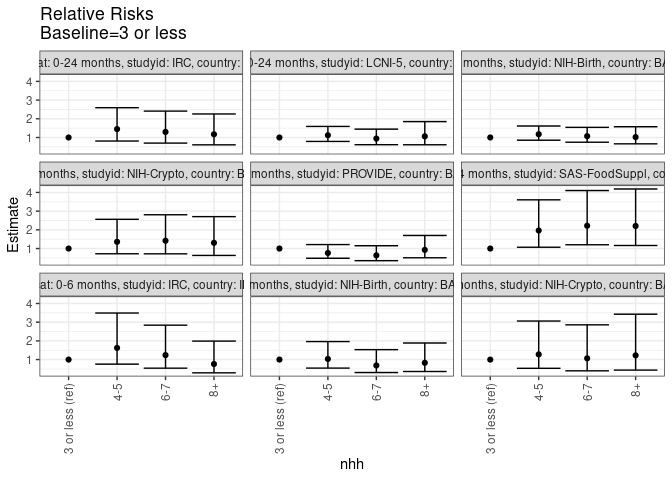 Relative Risks
Baseline=3 or less
at: 0-24 months, studyid: IRC, country:
0-24 months, studyid: LCNI-5, country:
months, studyid: NIH-Birth, country: BA
months, studyid: NIH-Crypto, country: B
months, studyid: PROVIDE, country: B
months, studyid: SAS-FoodSuppl, co
at: 0-6 months, studyid: IRC, country: I
months, studyid: NIH-Birth, country: BA
months, studyid: NIH-Crypto, country: BA
4
3
2
1
4
3
2
1
4
3
2
1
Estimate
3 or less (ref)
4-5
6-7
8+
3 or less (ref)
4-5
6-7
8+
3 or less (ref)
4-5
6-7
8+
nhh